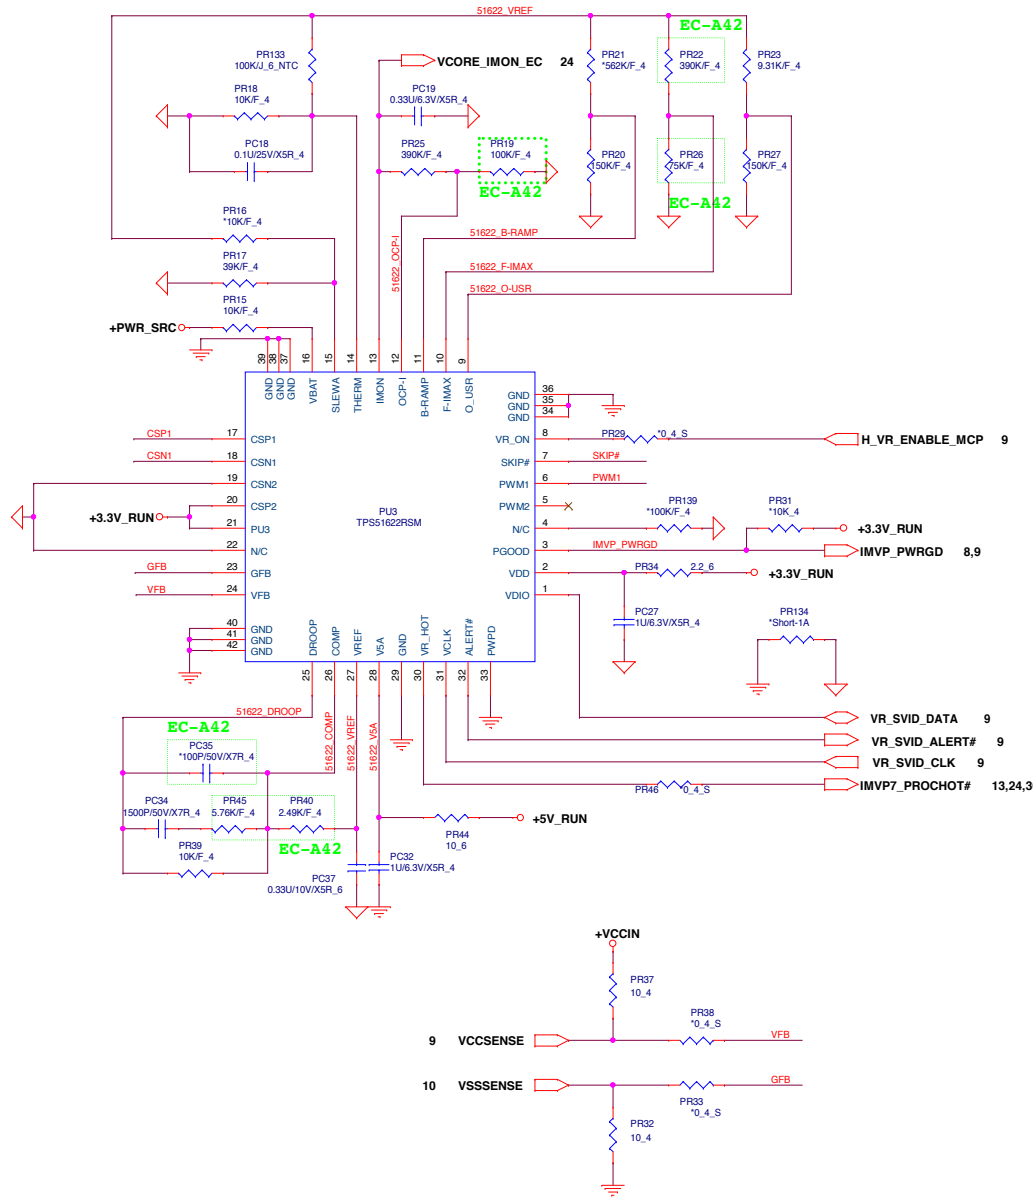 51622_VREF
EC-A42
PR133
100K/J_6_NTC
VCORE_IMON_EC 24
PR21
*562K/F_4
PR22
390K/F_4
PR23
9.31K/F_4
PR18
10K/F_4
PC19
0.33U/6.3V/X5R_4
PC18
0.1U/25V/X5R_4
PR25
390K/F_4
PR19
100K/F_4
EC-A42
PR20
150K/F_4
PR26
75K/F_4
PR27
150K/F_4
EC-A42
PR16
*10K/F_4
PR17
39K/F_4
PR15
10K/F_4
+PWR_SRC
51622_OCP-I
51622_B-RAMP
51622_F-IMAX
51622_O-USR
39
38
37
16
15
14
13
12
11
10
9
GND
GND
GND
VBAT
SLEWA
THERM
IMON
OCP-I
B-RAMP
F-IMAX
O_USR
GND 36
GND 35
GND 34
CSP1 17 CSP1
CSN1 18 CSN1
19 CSN2
+3.3V_RUN
20 CSP2
21 PU3
22 N/C
GFB 23 GFB
VFB 24 VFB
PU3
TPS51622RSM
VR_ON 8 PR29 *0_4_S H_VR_ENABLE_MCP 9
SKIP# 7 SKIP#
PWM1 6 PWM1
PWM2 5
N/C 4 PR139
*100K/F_4
PR31
*10K_4
+3.3V_RUN
PGOOD 3 IMVP_PWRGD IMVP_PWRGD 8,9
VDD 2 PR34 2.2_6 +3.3V_RUN
VDIO 1
PC27
1U/6.3V/X5R_4
PR134
*Short-1A
40 GND
41 GND
42 GND
DROOP
COMP
VREF
V5A
GND
VR_HOT
VCLK
ALERT#
PWPD
25
26
27
28
29
30
31
32
33
51622_DROOP
51622_COMP
51622_VREF
51622_V5A
EC-A42
PC35
*100P/50V/X7R_4
PC34
1500P/50V/X7R_4
PR45
5.76K/F_4
PR40
2.49K/F_4
EC-A42
PR39
10K/F_4
PC37
0.33U/10V/X5R_6
PC32
1U/6.3V/X5R_4
PR44
10_6
+5V_RUN
VR_SVID_DATA 9
VR_SVID_ALERT# 9
VR_SVID_CLK 9
PR46 *0_4_S IMVP7_PROCHOT# 13,24,3
+VCCIN
PR37
10_4
PR38
*0_4_S
9 VCCSENSE VFB
10 VSSSENSE GFB
PR33
*0_4_S
PR32
10_4